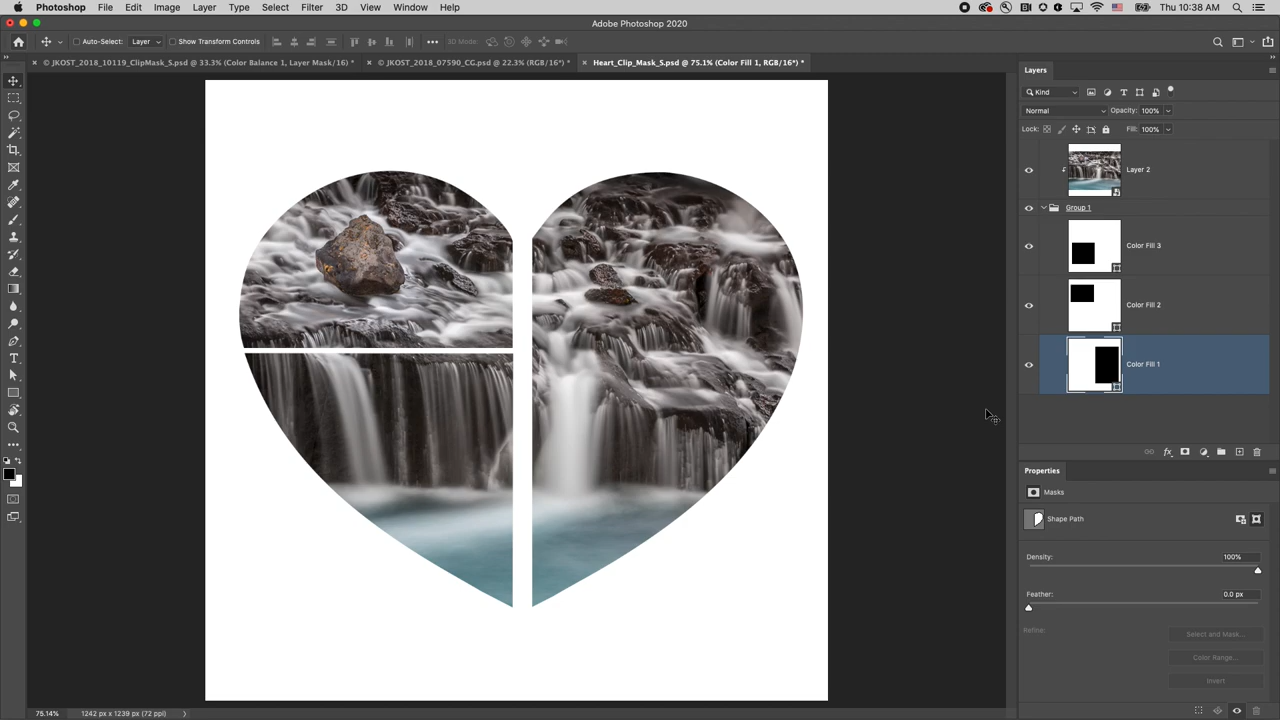 Photoshop File Edit Image Layer Type Select Filter 3D View Window Help Thu 10:38 AM
Adobe Photoshop 2020
Auto-Select: Layer Show Transform Controls 3D Mode:
© JKOST_2018_10119_ClipMask_S.psd @ 33.3% (Color Balance 1, Layer Mask/16) * © JKOST_2018_07590_CG.psd @ 22.3% (RGB/16*) * Heart_Clip_Mask_S.psd @ 75.1% (Color Fill 1, RGB/16*) *
Layers
Kind
Normal Opacity: 100%
Lock: Fill: 100%
Layer 2
Group 1
Color Fill 3
Color Fill 2
Color Fill 1
fx
Properties
Masks
Shape Path
Density: 100%
Feather: 0.0 px
Refine: Select and Mask...
Color Range...
Invert
75.14% 1242 px x 1239 px (72 ppi)